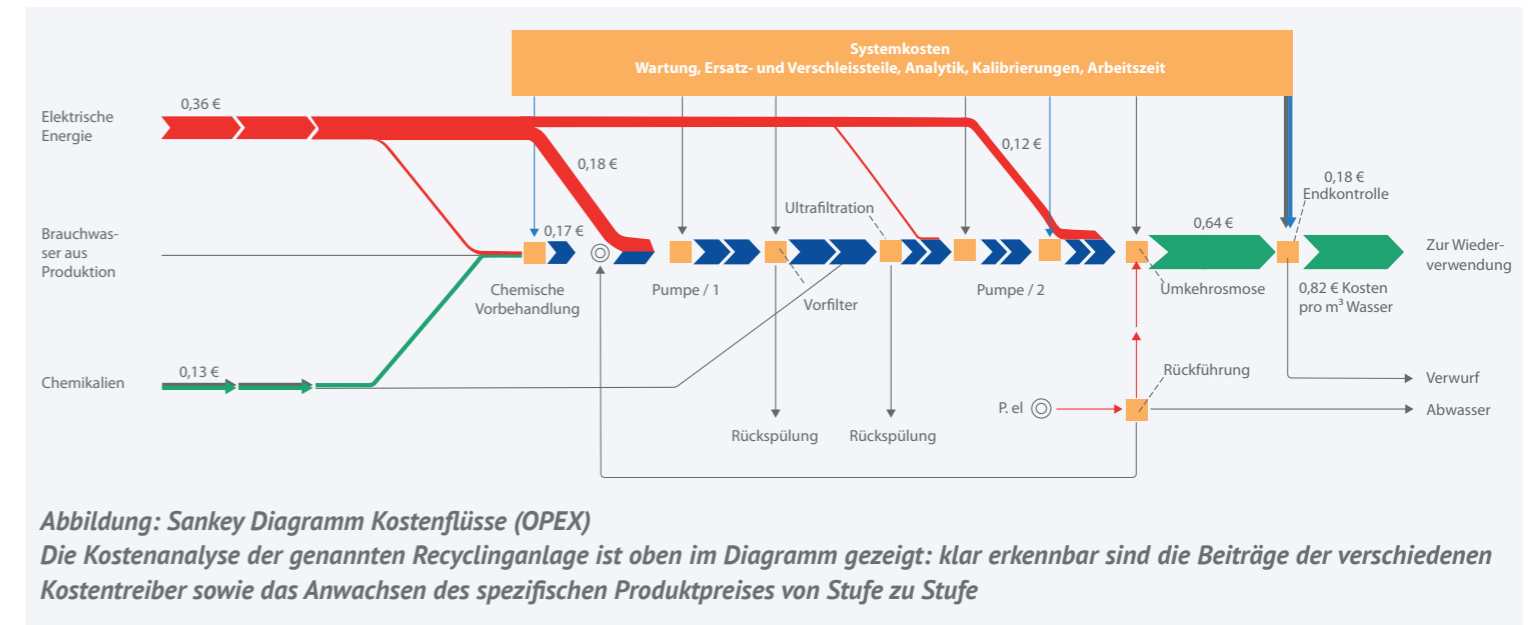 Systemkosten
Wartung, Ersatz- und Verschleissteile, Analytik, Kalibrierungen, Arbeitszeit
Elektrische
Energie
0,36 €
0,18 €
0,12 €
0,18 €
Endkontrolle
Ultrafiltration
0,64 €
Brauchwas-
ser aus
Produktion
0,17 €
Zur Wieder-
verwendung
Chemische
Vorbehandlung
Pumpe / 1
Vorfilter
Pumpe / 2
Umkehrosmose
0,82 € Kosten
pro m³ Wasser
Chemikalien
0,13 €
Rückführung
Verwurf
P. el
Abwasser
Rückspülung
Rückspülung
Abbildung: Sankey Diagramm Kostenflüsse (OPEX)
Die Kostenanalyse der genannten Recyclinganlage ist oben im Diagramm gezeigt: klar erkennbar sind die Beiträge der verschiedenen
Kostentreiber sowie das Anwachsen des spezifischen Produktpreises von Stufe zu Stufe